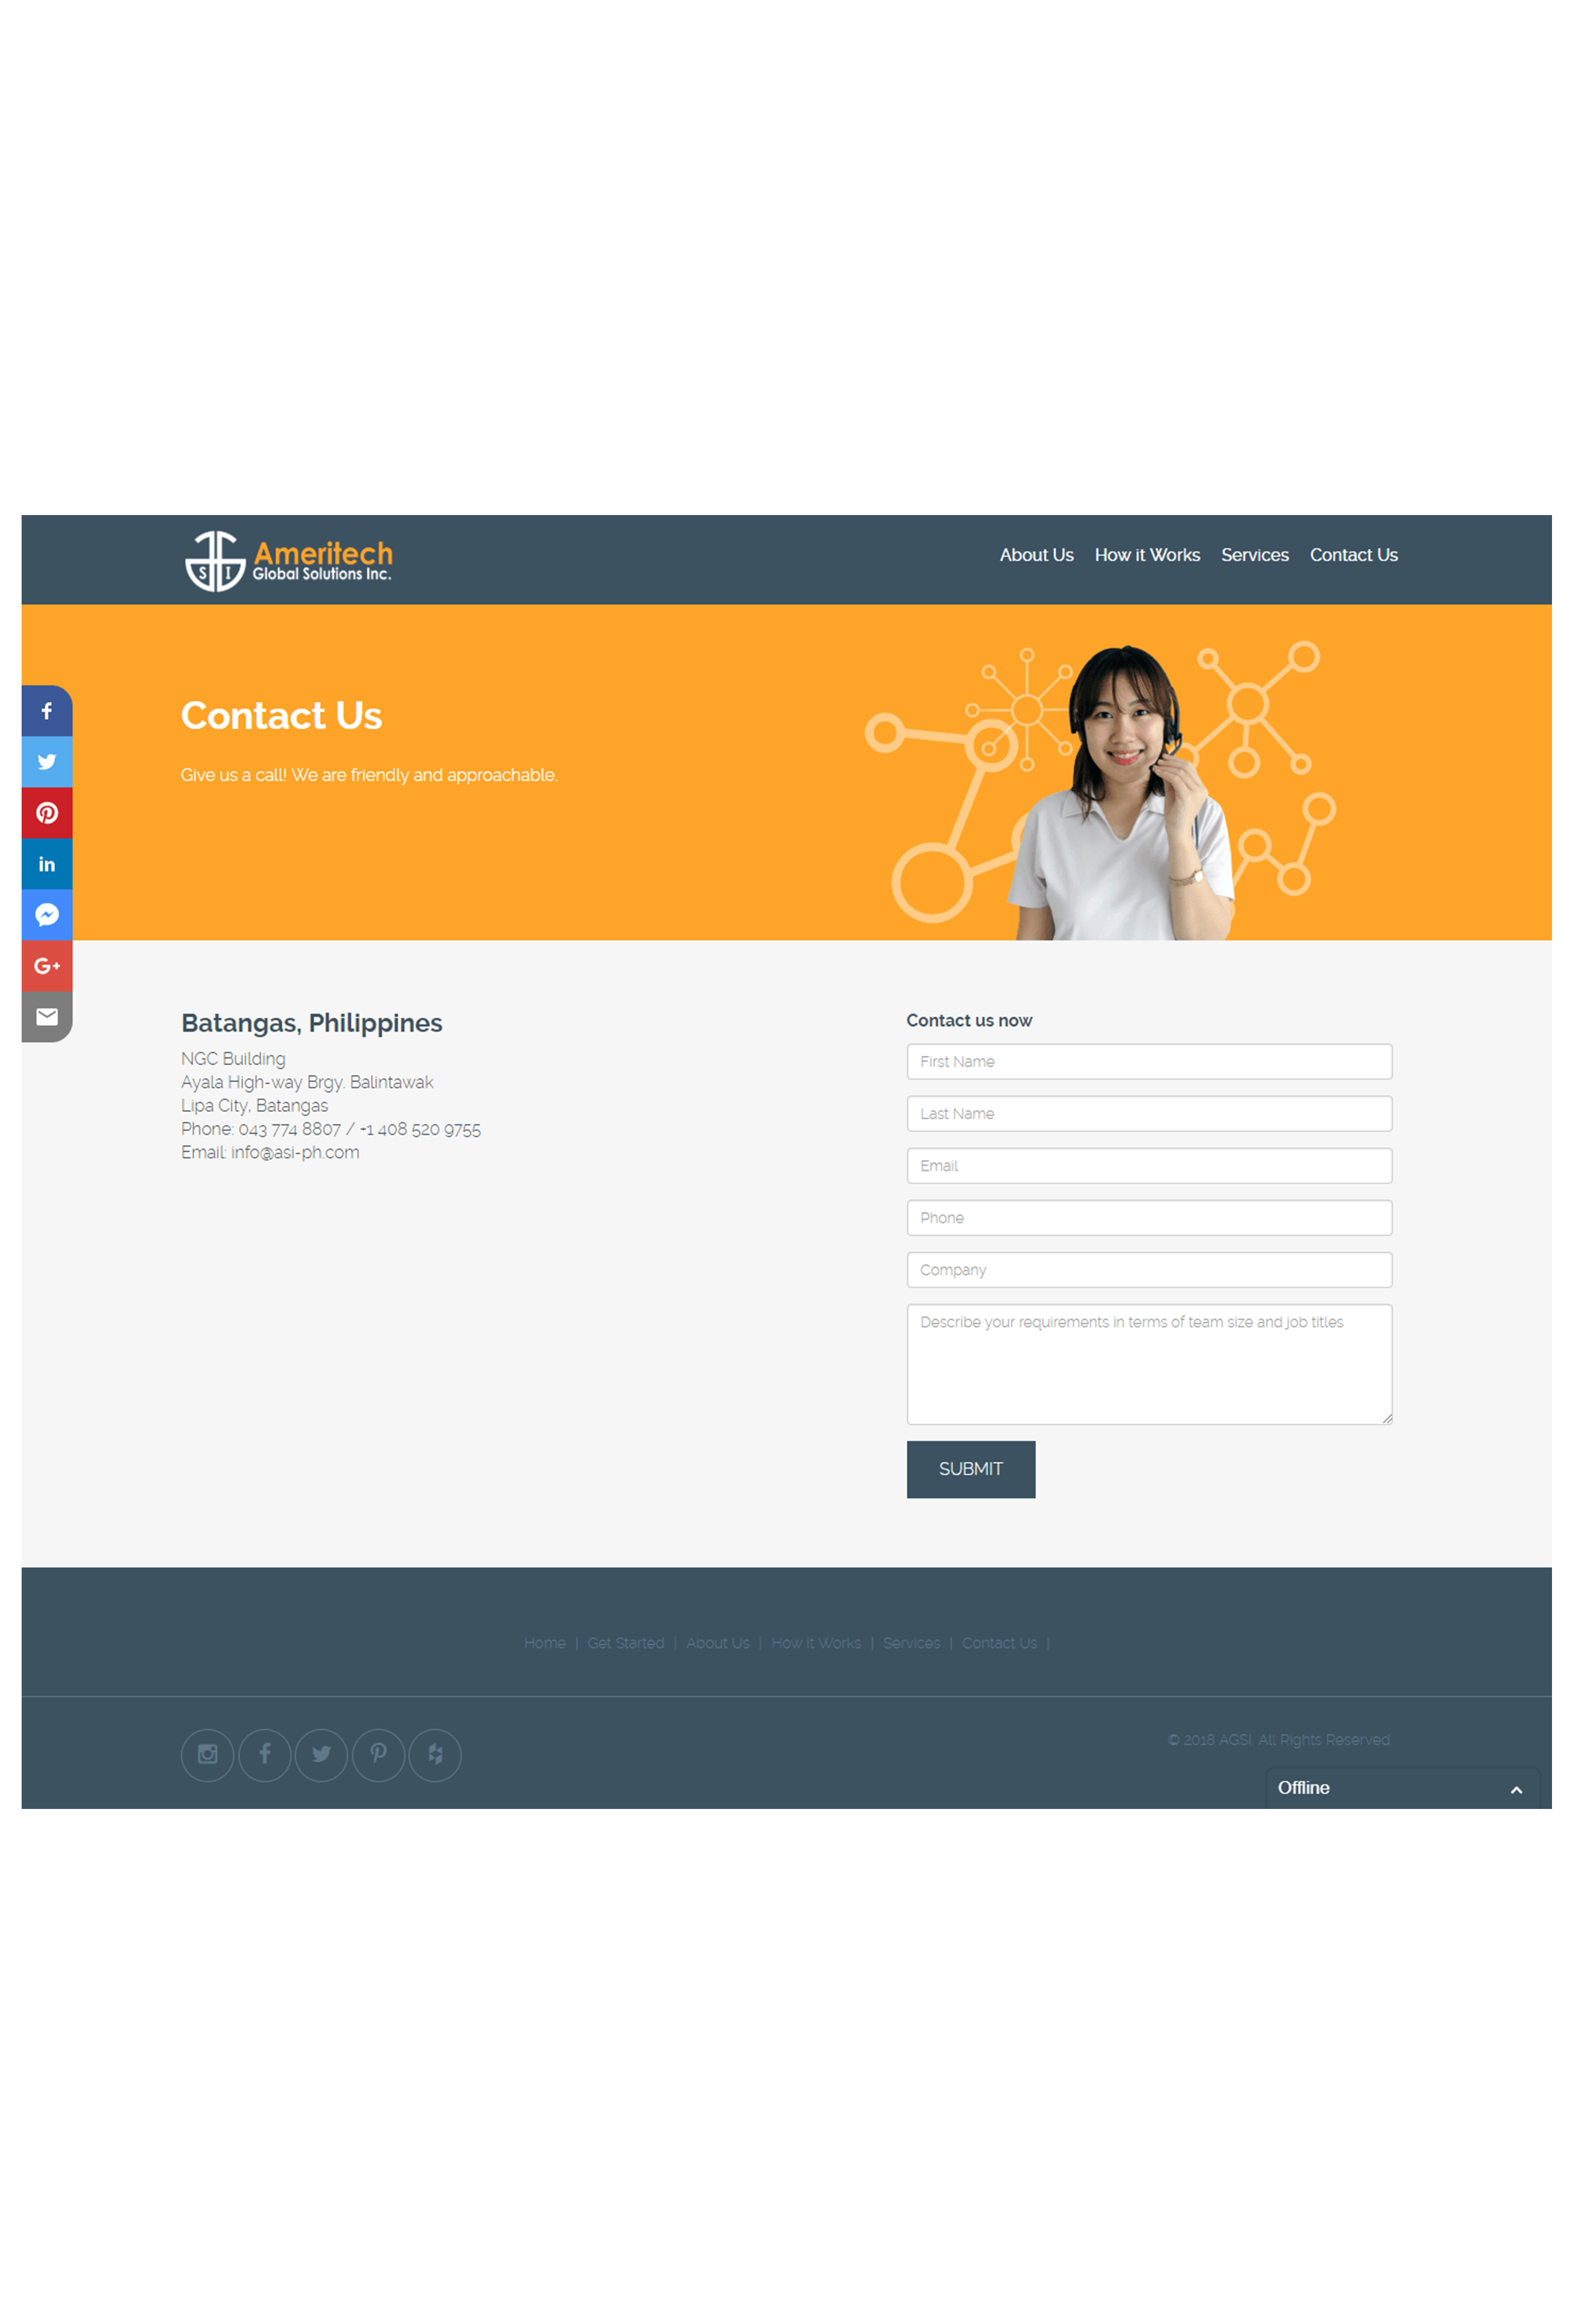 Ameritech
Global Solutions Inc.
S I
About Us How it Works Services Contact Us
Contact Us
Give us a call! We are friendly and approachable.
in
G+
Batangas, Philippines
NGC Building
Ayala High-way Brgy. Balintawak
Lipa City, Batangas
Phone: 043 774 8807 / +1 408 520 9755
Email: info@asi-ph.com
Contact us now
First Name
Last Name
Email
Phone
Company
Describe your requirements in terms of team size and job titles
SUBMIT
Home | Get Started | About Us | How it Works | Services | Contact Us |
© 2018 AGSI. All Rights Reserved.
Offline